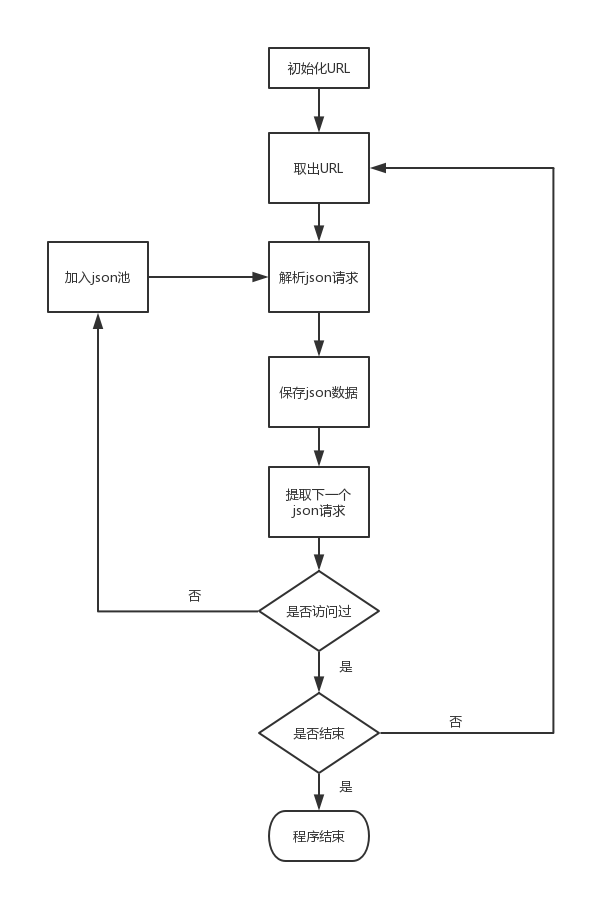 初始化URL
取出URL
加入json池
解析json请求
保存json数据
提取下一个
json请求
否
是否访问过
是
否
是否结束
是
程序结束